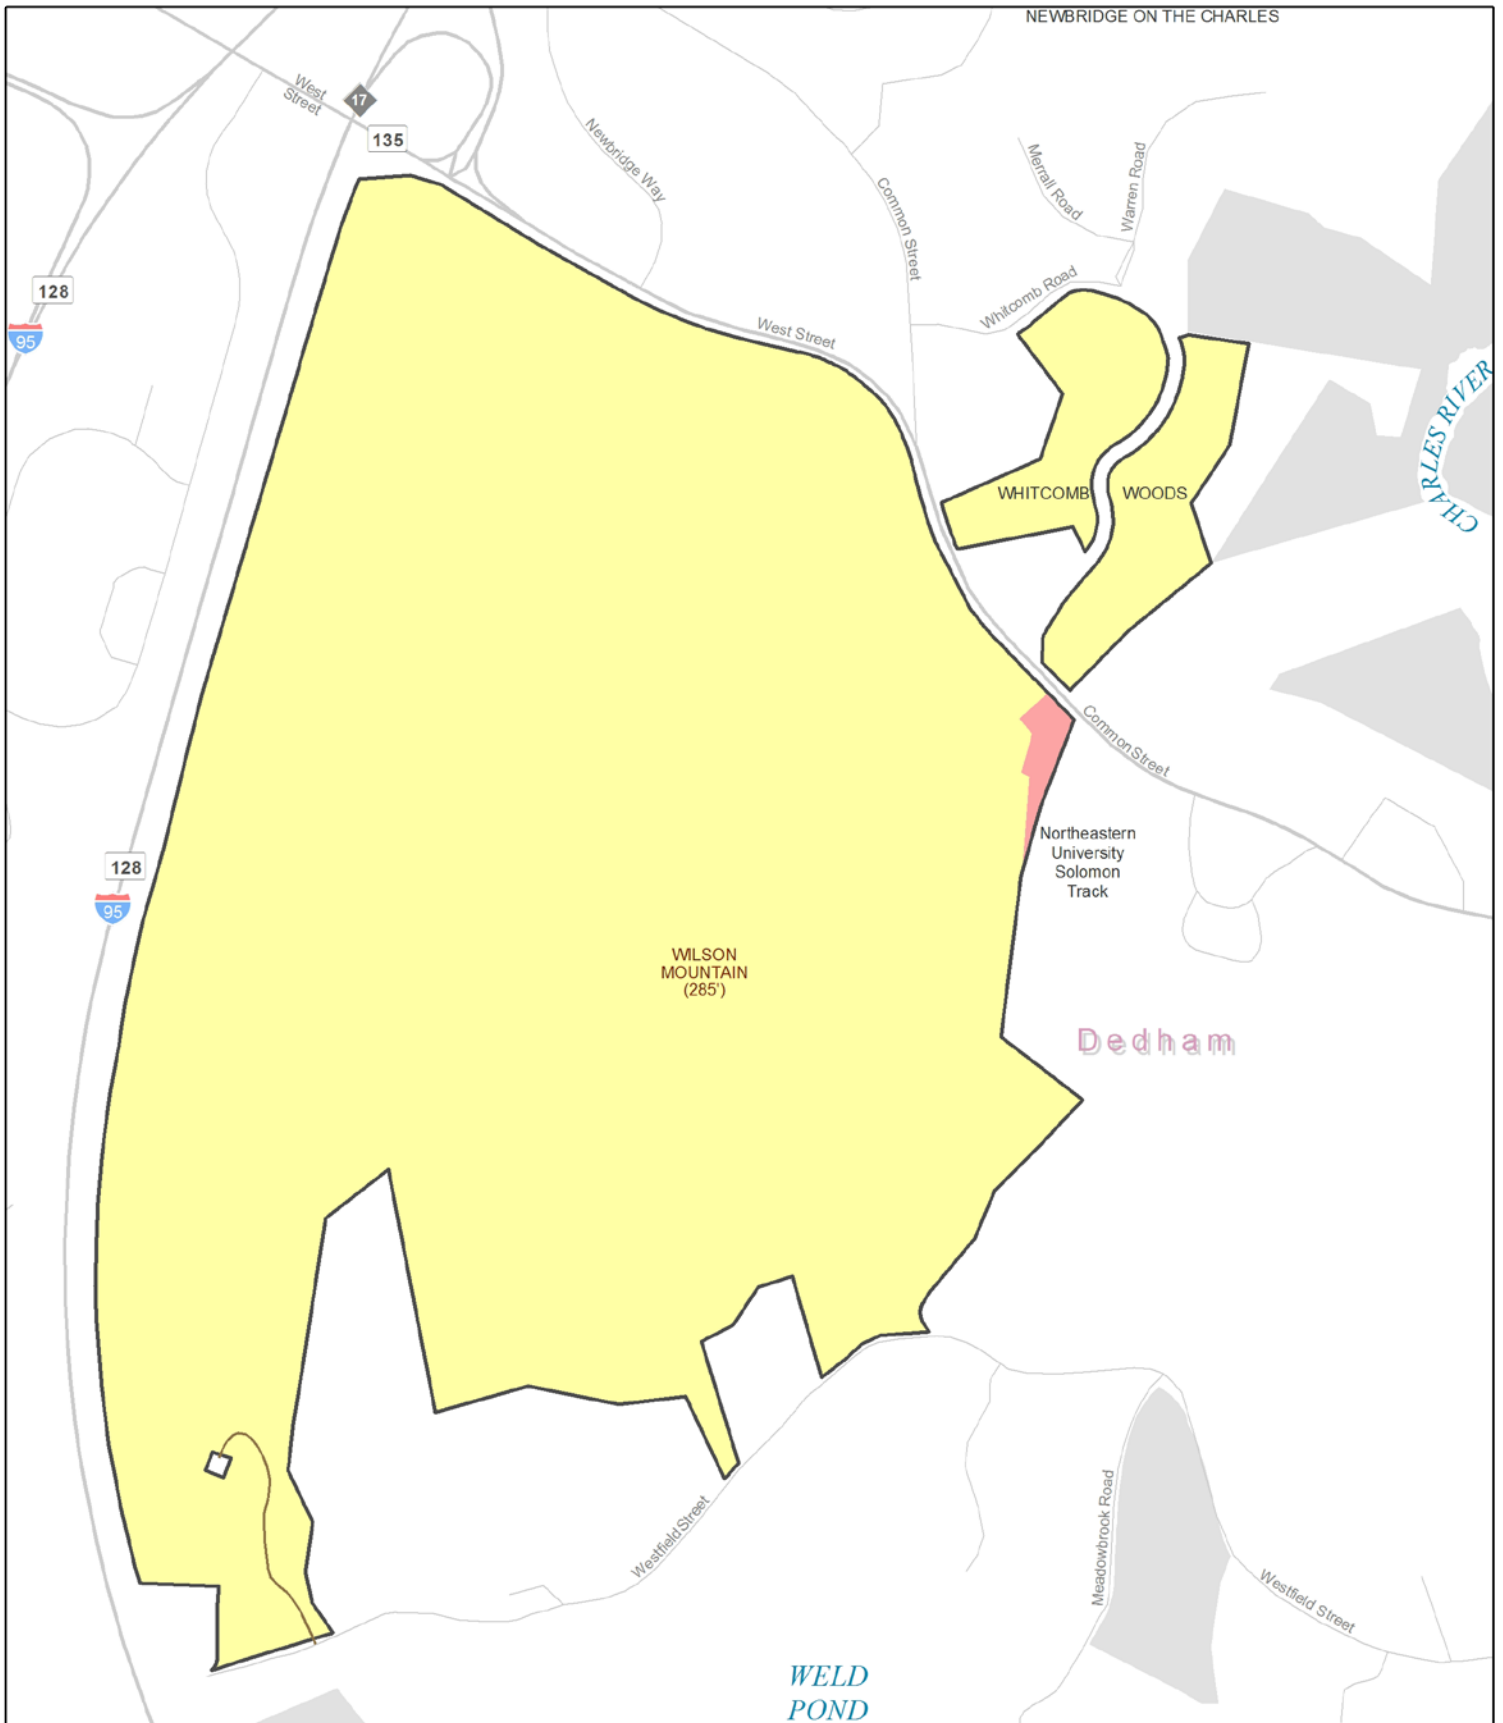 NEWBRIDGE ON THE CHARLES
West
Street
17
135
Newbridge Way
Common Street
Merrall Road
Warren Road
Whitcomb Road
128
95
West Street
CHARLES RIVER
WHITCOMB WOODS
Common Street
Northeastern
University
Solomon
Track
128
95
WILSON
MOUNTAIN
(285')
Dedham
Westfield Street
Meadowbrook Road
Westfield Street
WELD
POND